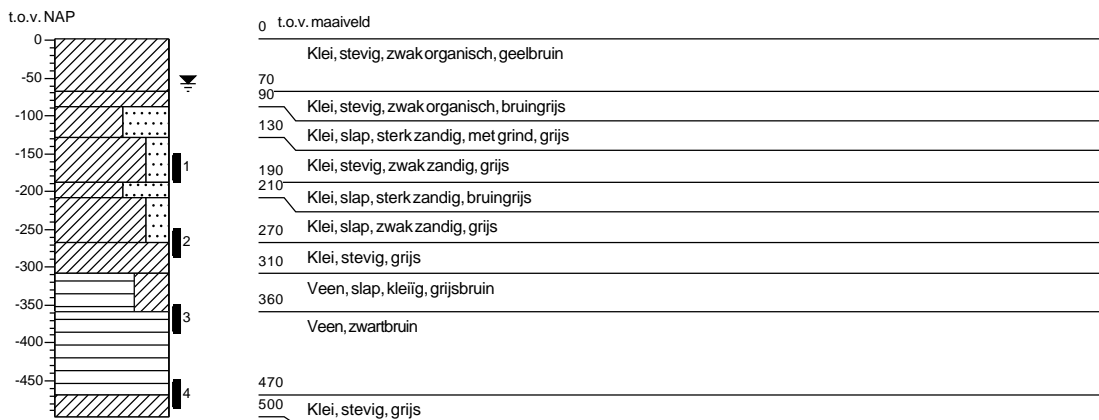 t.o.v. NAP
0 t.o.v. maaiveld
0
Klei, stevig, zwak organisch, geelbruin
-50
70
90
Klei, stevig, zwak organisch, bruingrijs
-100
130
Klei, slap, sterk zandig, met grind, grijs
-150
1
Klei, stevig, zwak zandig, grijs
190
-200
210
Klei, slap, sterk zandig, bruingrijs
270
Klei, slap, zwak zandig, grijs
-250
2
310
Klei, stevig, grijs
-300
Veen, slap, kleiïg, grijsbruin
360
-350
3
Veen, zwartbruin
-400
-450
470
4
500
Klei, stevig, grijs